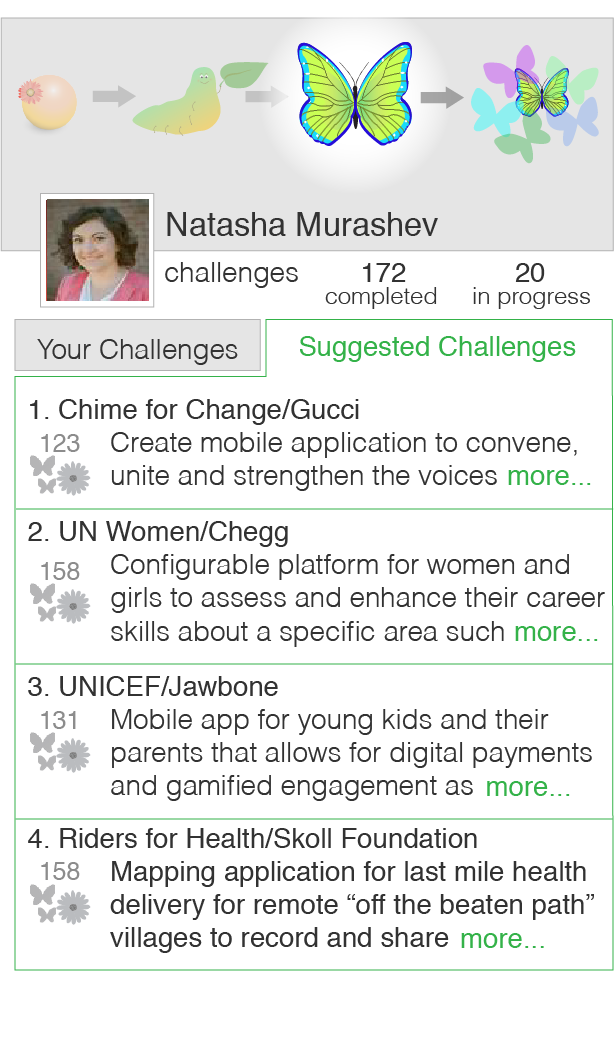 Natasha Murashev
challenges 172 20
completed in progress
Your Challenges Suggested Challenges
1. Chime for Change/Gucci
123 Create mobile application to convene,
unite and strengthen the voices more...
2. UN Women/Chegg
158 Configurable platform for women and
girls to assess and enhance their career
skills about a specific area such more...
3. UNICEF/Jawbone
131 Mobile app for young kids and their
parents that allows for digital payments
and gamified engagement as more...
4. Riders for Health/Skoll Foundation
158 Mapping application for last mile health
delivery for remote “off the beaten path”
villages to record and share more...